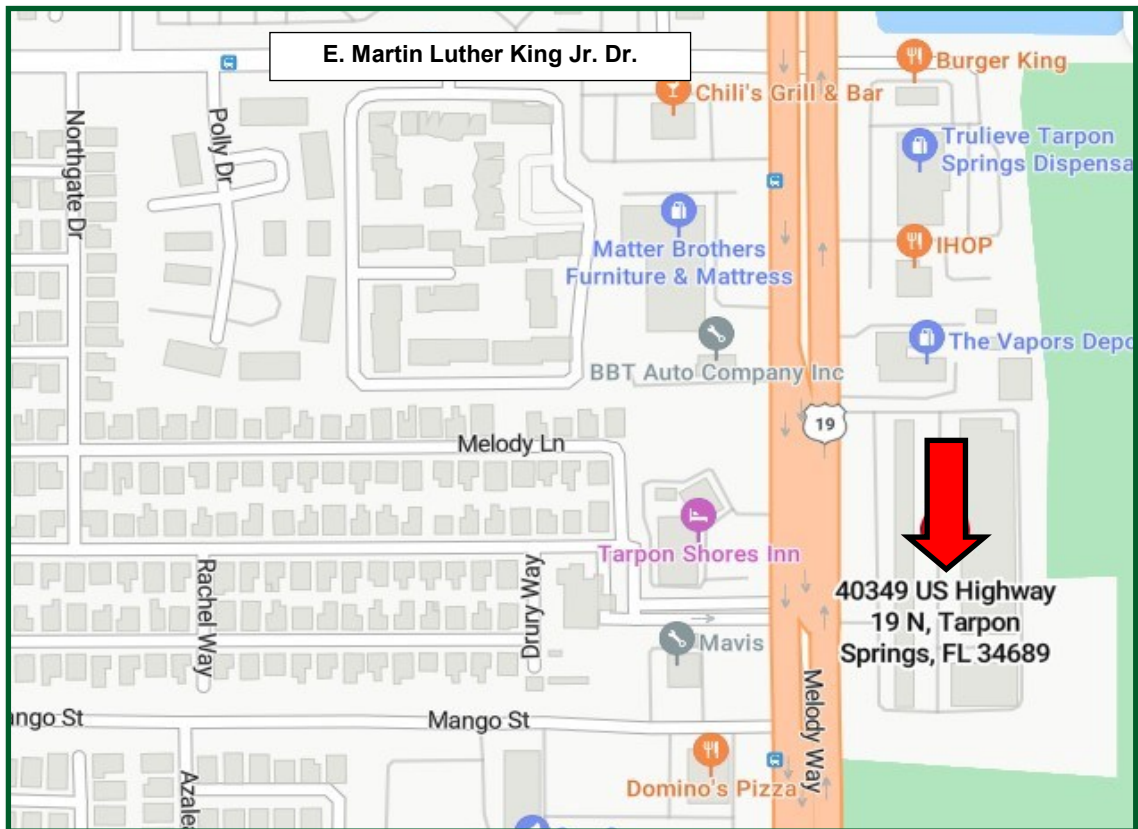 E. Martin Luther King Jr. Dr.
Burger King
Chili's Grill & Bar
Northgate Dr
Polly Dr
Trulieve Tarpon
Springs Dispensa
Matter Brothers
Furniture & Mattress
IHOP
The Vapors Depo
BBT Auto Company Inc
19
Melody Ln
Tarpon Shores Inn
Rachel Way
Drury Way
40349 US Highway
19 N, Tarpon
Springs, FL 34689
Mavis
Melody Way
ango St
Mango St
Azalea
Domino's Pizza